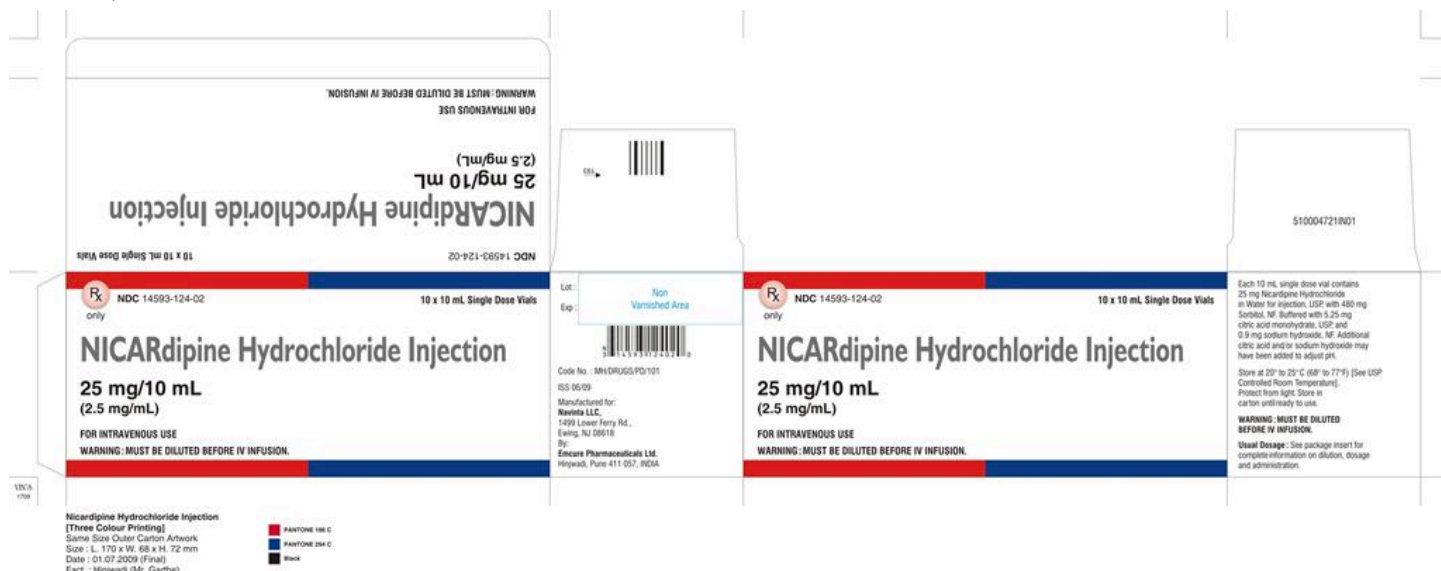 WARNING: MUST BE DILUTED BEFORE IV INFUSION.
FOR INTRAVENOUS USE
(2.5 mg/mL)
25 mg/10 mL
NICARdipine Hydrochloride Injection
NDC 14593-124-02
10 x 10 mL Single Dose Vials
T93
510004721IN01
Rx
only
NDC 14593-124-02
10 x 10 mL Single Dose Vials
NICARdipine Hydrochloride Injection
25 mg/10 mL
(2.5 mg/mL)
FOR INTRAVENOUS USE
WARNING: MUST BE DILUTED BEFORE IV INFUSION.
Lot :
Exp :
Non
Varnished Area
3 14593 12402 0
Code No. : MH/DRUGS/PD/101
ISS 06/09
Manufactured for:
Navinta LLC,
1499 Lower Ferry Rd.,
Ewing, NJ 08618
By:
Emcure Pharmaceuticals Ltd.
Hinjwadi, Pune 411 057, INDIA
Rx
only
NDC 14593-124-02
10 x 10 mL Single Dose Vials
NICARdipine Hydrochloride Injection
25 mg/10 mL
(2.5 mg/mL)
FOR INTRAVENOUS USE
WARNING: MUST BE DILUTED BEFORE IV INFUSION.
Each 10 mL single dose vial contains
25 mg Nicardipine Hydrochloride
in Water for injection, USP, with 480 mg
Sorbitol, NF. Buffered with 5.25 mg
citric acid monohydrate, USP, and
0.9 mg sodium hydroxide, NF. Additional
citric acid and/or sodium hydroxide may
have been added to adjust pH.
Store at 20° to 25°C (68° to 77°F) [See USP
Controlled Room Temperature].
Protect from light. Store in
carton until ready to use.
WARNING: MUST BE DILUTED
BEFORE IV INFUSION.
Usual Dosage : See package insert for
complete information on dilution, dosage
and administration.
Nicardipine Hydrochloride Injection
[Three Colour Printing]
Same Size Outer Carton Artwork
Size : L. 170 x W. 68 x H. 72 mm
Date : 01.07.2009 (Final)
Fact. : Hinjwadi (Mr. Garthe)
PANTONE 186 C
PANTONE 294 C
Black